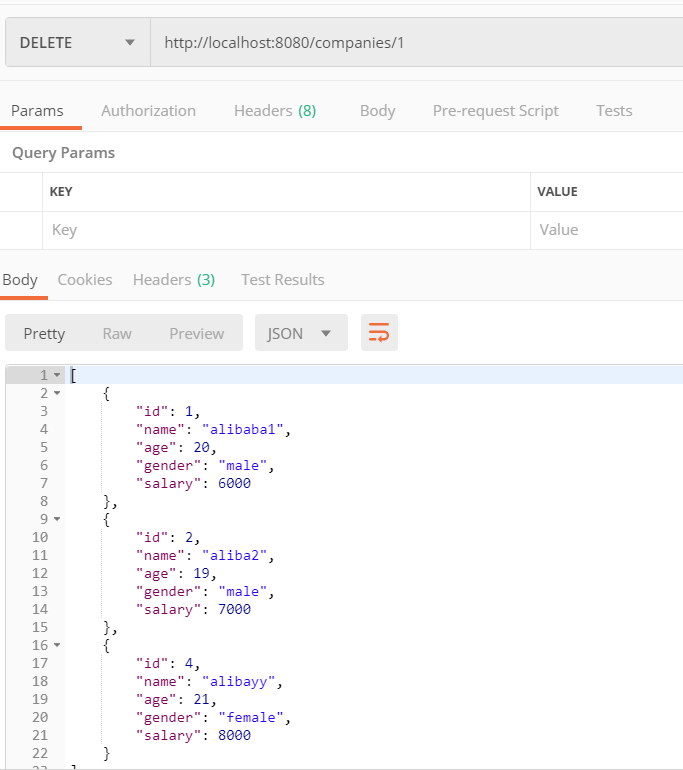 DELETE http://localhost:8080/companies/1
Params Authorization Headers (8) Body Pre-request Script Tests
Query Params
KEY VALUE
Key Value
Body Cookies Headers (3) Test Results
Pretty Raw Preview JSON
1 [
2 {
3 "id": 1,
4 "name": "alibaba1",
5 "age": 20,
6 "gender": "male",
7 "salary": 6000
8 },
9 {
10 "id": 2,
11 "name": "aliba2",
12 "age": 19,
13 "gender": "male",
14 "salary": 7000
15 },
16 {
17 "id": 4,
18 "name": "alibayy",
19 "age": 21,
20 "gender": "female",
21 "salary": 8000
22 }